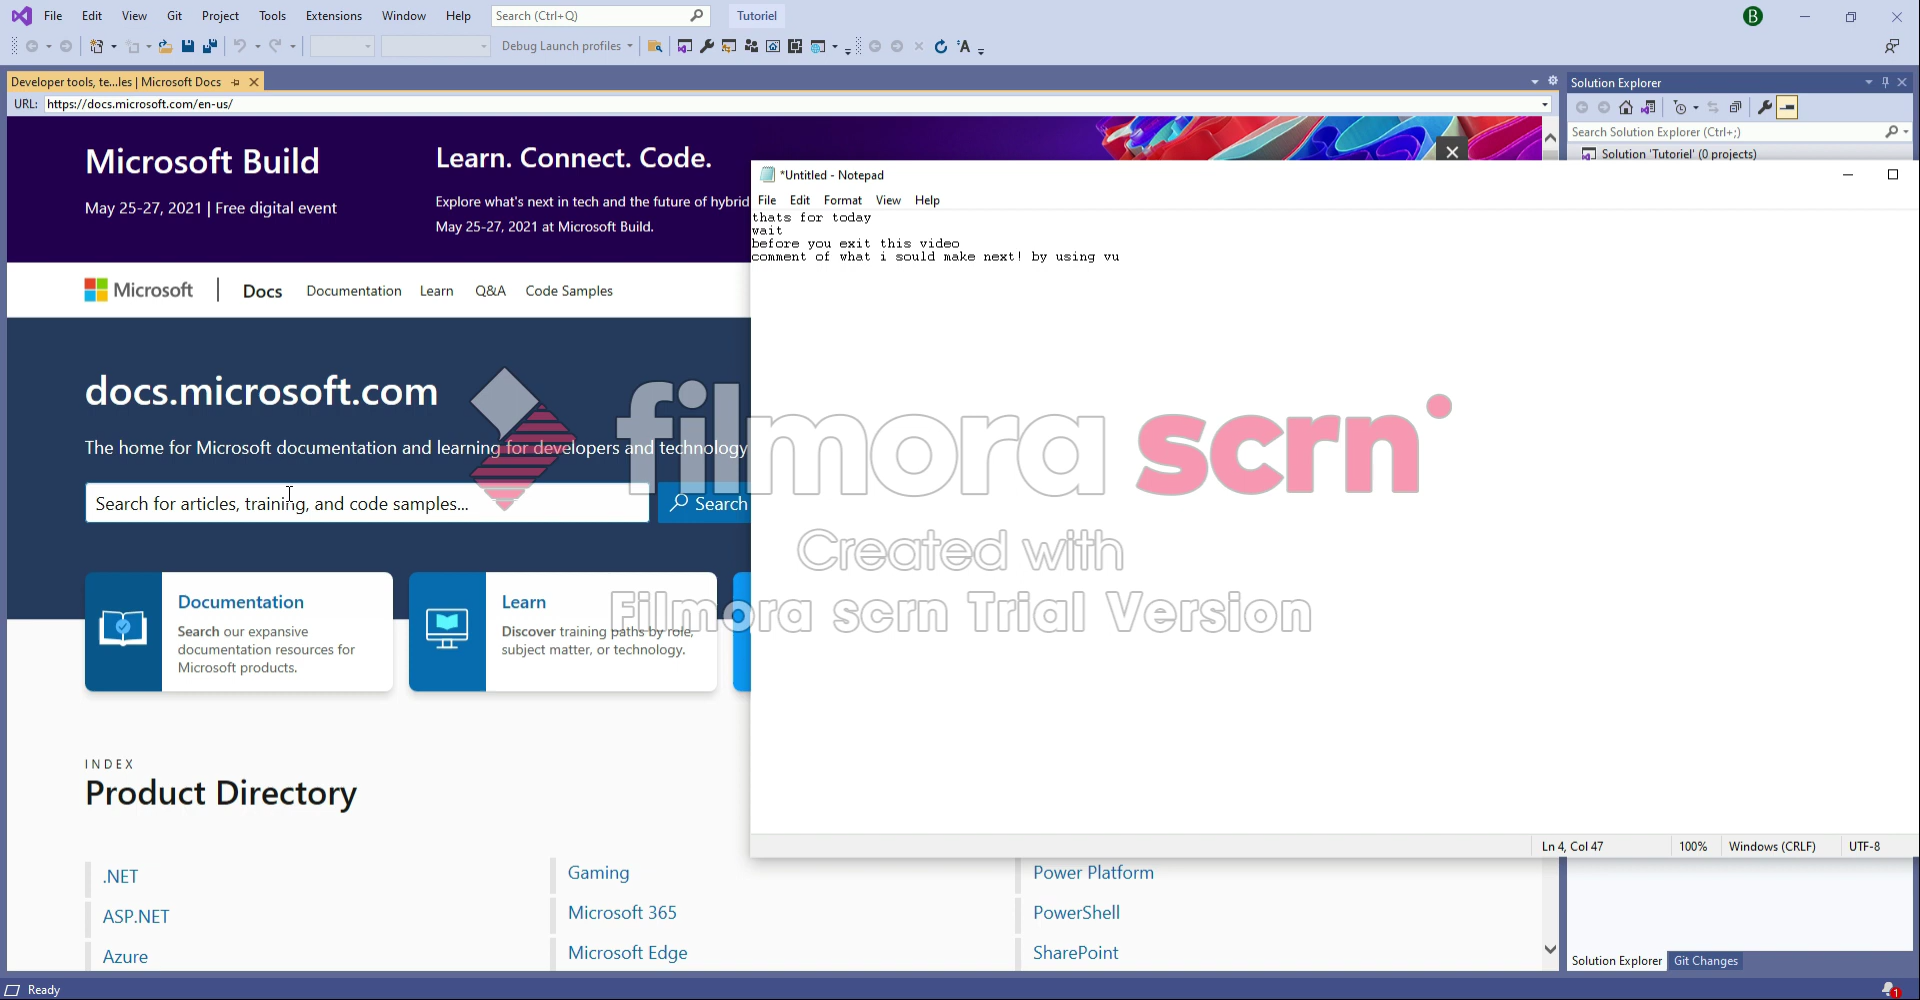 File Edit View Git Project Tools Extensions Window Help Search (Ctrl+Q) Tutoriel B
Debug Launch profiles
Developer tools, te...les | Microsoft Docs
URL: https://docs.microsoft.com/en-us/
Microsoft Build
May 25-27, 2021 | Free digital event
Learn. Connect. Code.
Explore what's next in tech and the future of hybrid
May 25-27, 2021 at Microsoft Build.
Microsoft Docs Documentation Learn Q&A Code Samples
docs.microsoft.com
The home for Microsoft documentation and learning for developers and technology
Search for articles, training, and code samples...
Search
Documentation
Search our expansive
documentation resources for
Microsoft products.
Learn
Discover training paths by role,
subject matter, or technology.
INDEX
Product Directory
.NET
ASP.NET
Azure
Gaming
Microsoft 365
Microsoft Edge
Power Platform
PowerShell
SharePoint
*Untitled - Notepad
File Edit Format View Help
thats for today
wait
before you exit this video
comment of what i sould make next! by using vu
Ln 4, Col 47 100% Windows (CRLF) UTF-8
filmora scrn
Created with
Filmora scrn Trial Version
Solution Explorer
Search Solution Explorer (Ctrl+;)
Solution 'Tutoriel' (0 projects)
Solution Explorer Git Changes
Ready
1